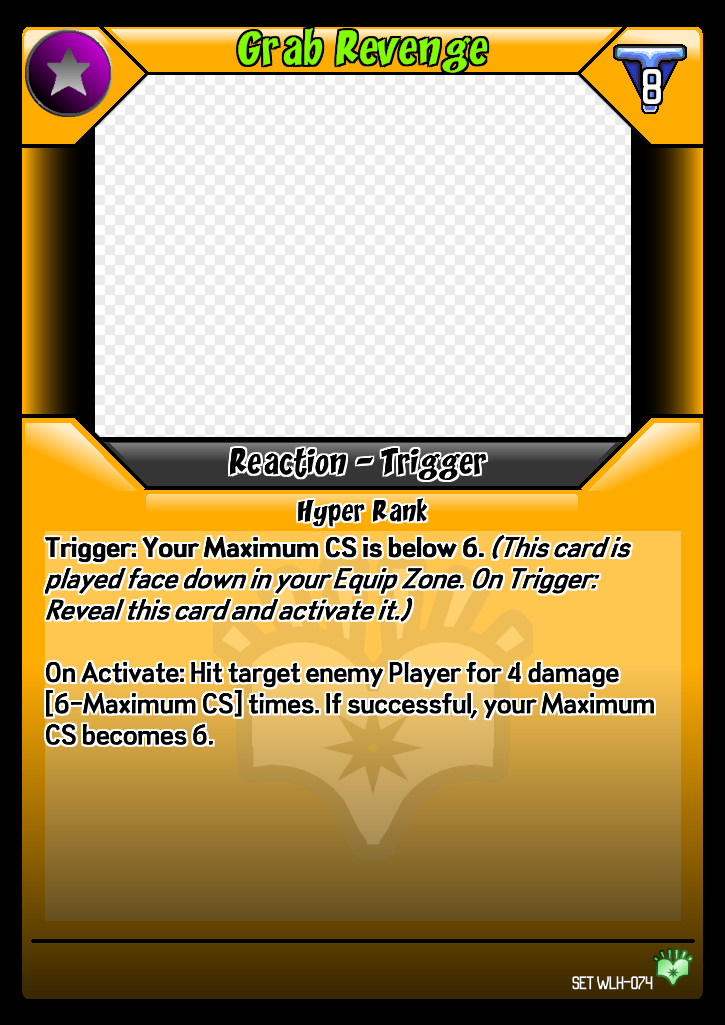 Grab Revenge
8
Reaction - Trigger
Hyper Rank
Trigger: Your Maximum CS is below 6. (This card is
played face down in your Equip Zone. On Trigger:
Reveal this card and activate it.)
On Activate: Hit target enemy Player for 4 damage
[6-Maximum CS] times. If successful, your Maximum
CS becomes 6.
SET WLH-074